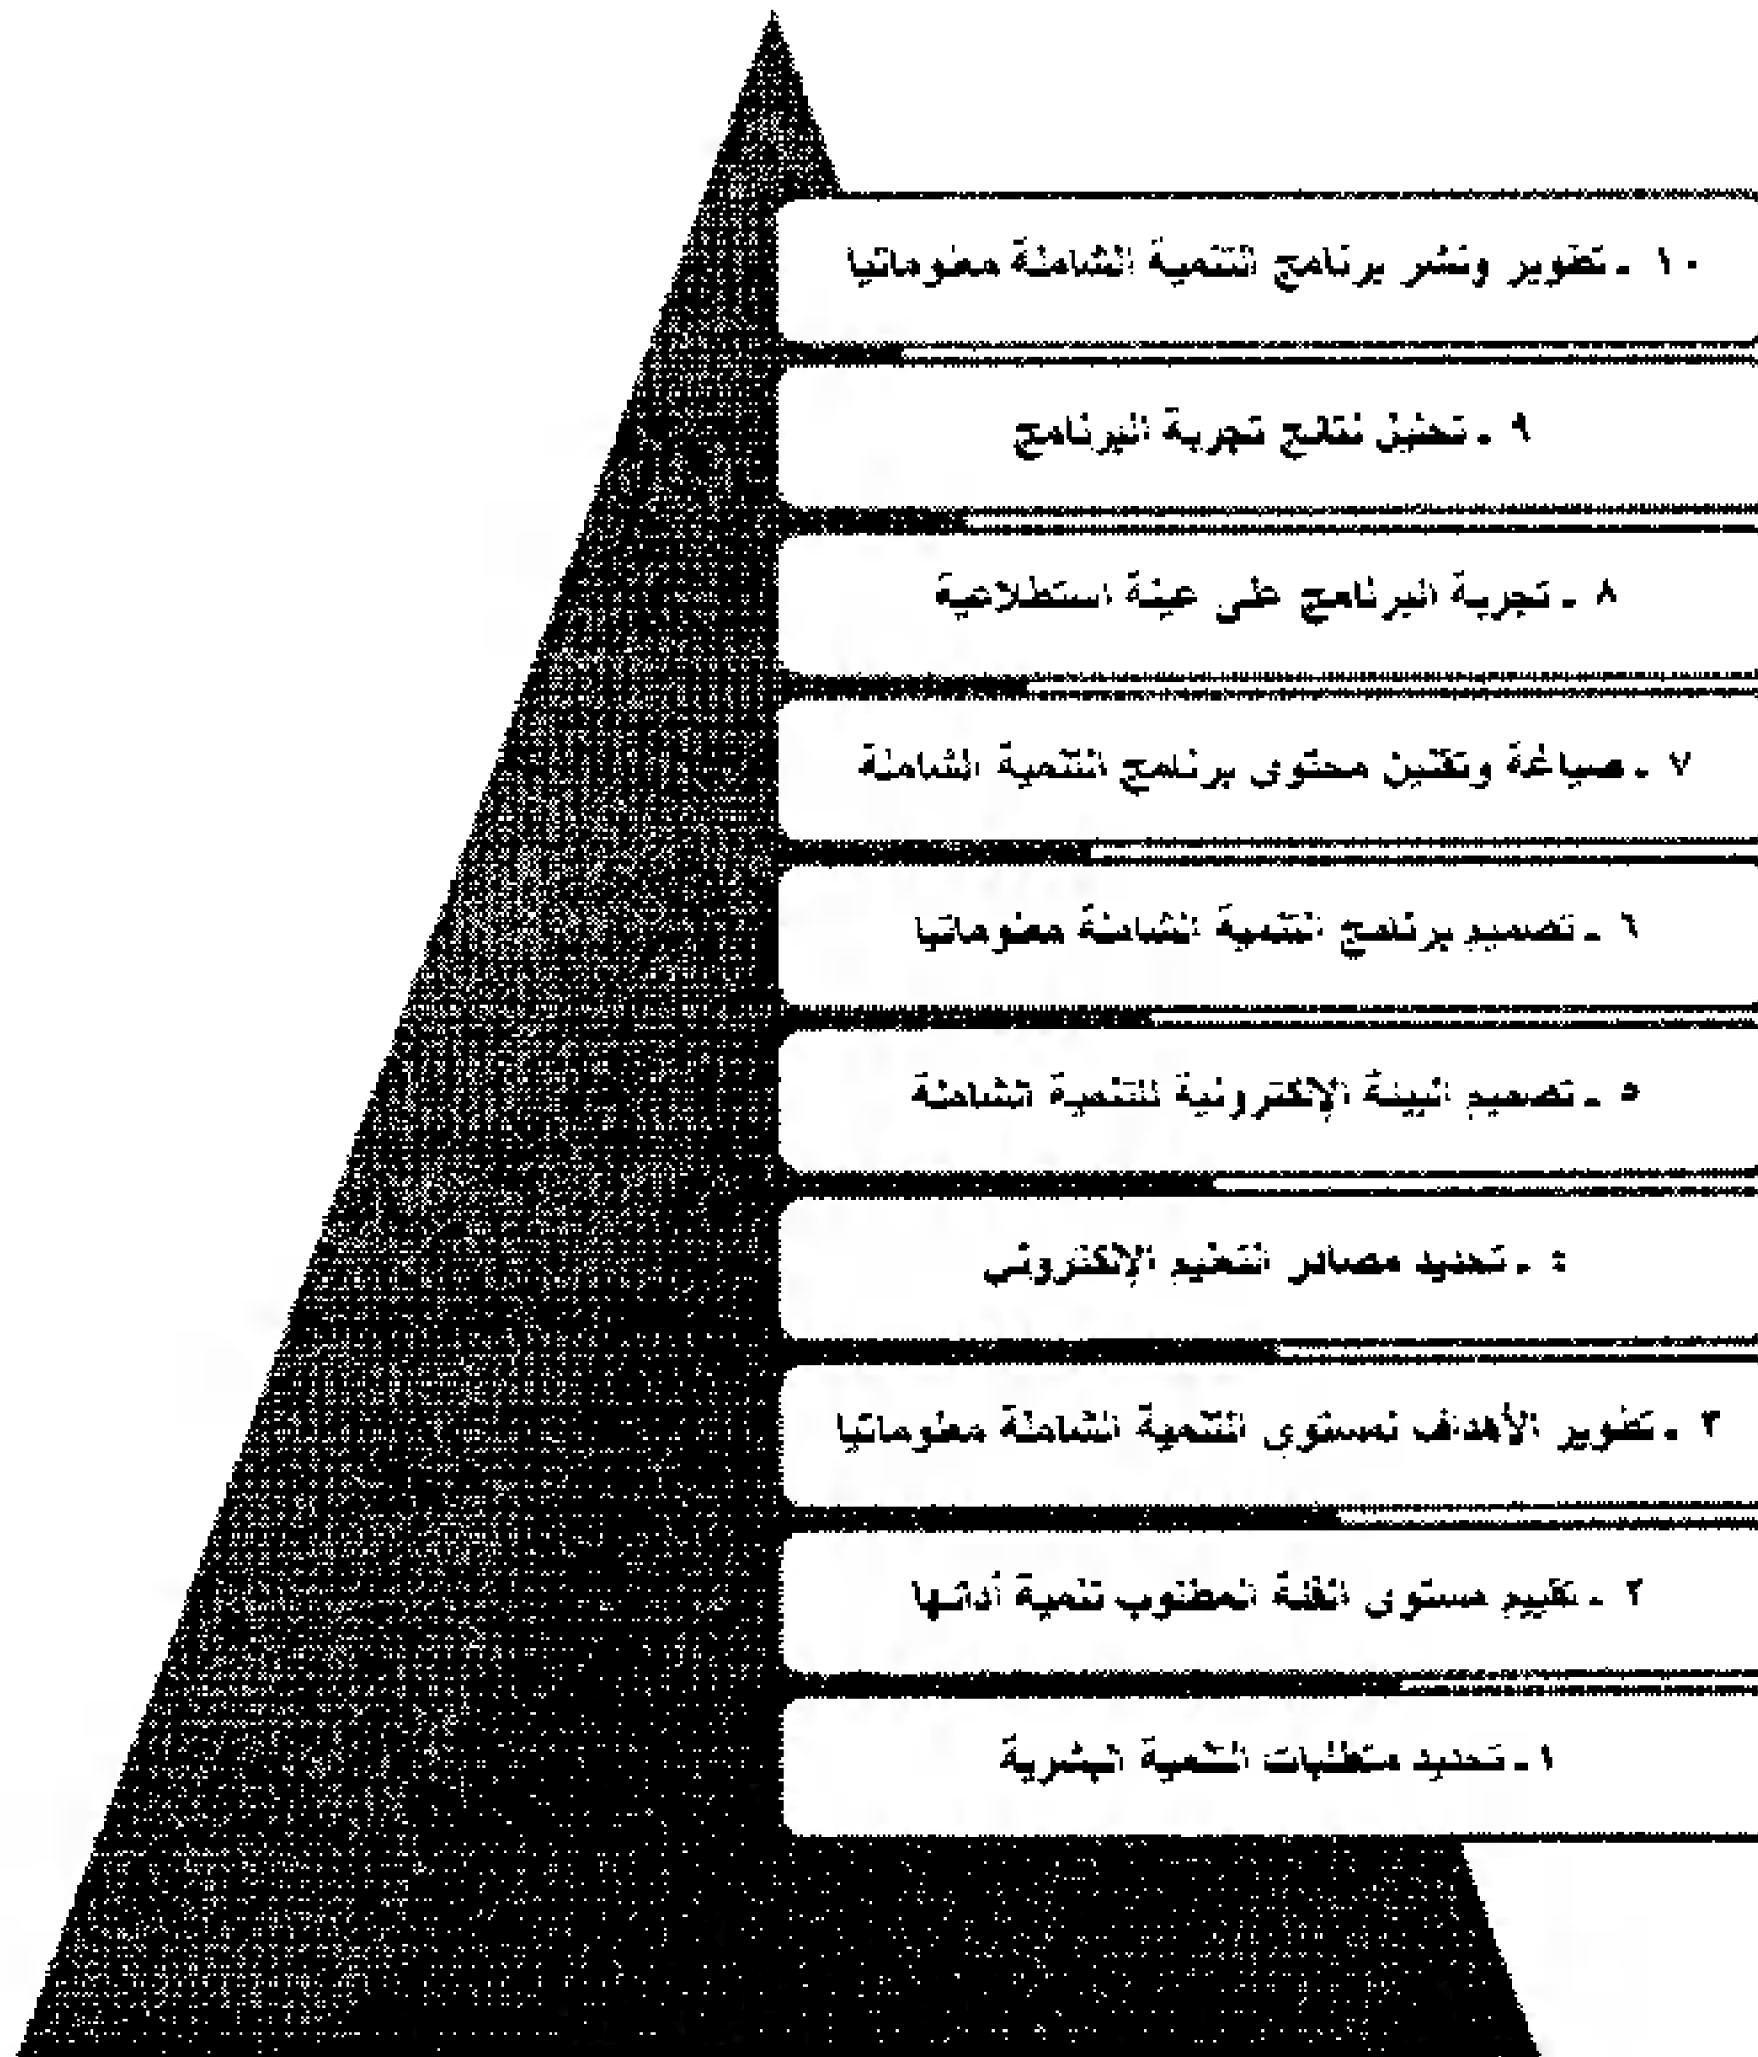 ١٠ - تطوير ونشر برنامج التنمية الشاملة معلوماتيا
٩ - تحليل نتائج تجربة البرنامج
٨ - تجربة البرنامج على عينة استطلاعية
٧ - صياغة وتقنين محتوى برنامج التنمية الشاملة
٦ - تصميم برنامج التنمية الشاملة معلوماتيا
٥ - تصميم البيئة الإلكترونية للتنمية الشاملة
٤ - تحديد مصادر التعليم الإلكتروني
٣ - تطوير الأهداف لمستوى التنمية الشاملة معلوماتيا
٢ - تقييم مستوى الفئة المطلوب تنمية أدائها
١ - تحديد متطلبات التنمية البشرية